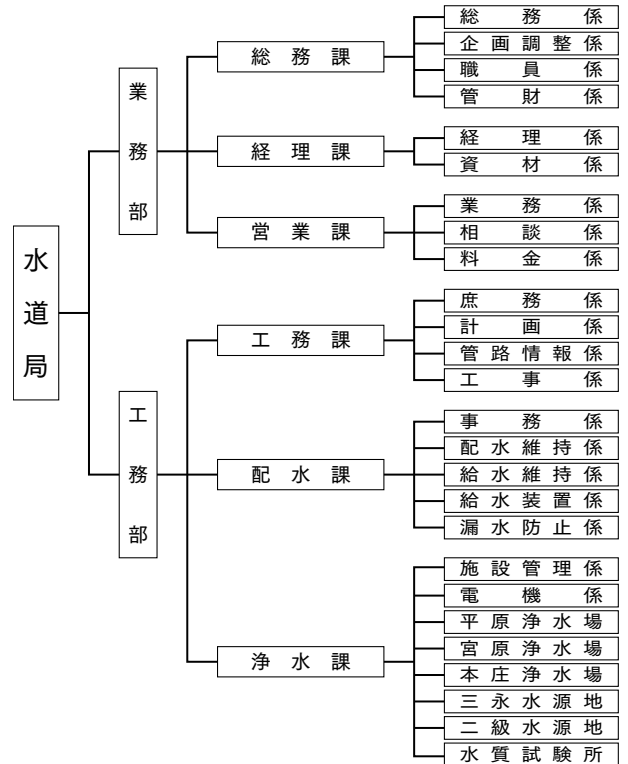 水道局
業務部
総務課
総務係
企画調整係
職員係
管財係
経理課
経理係
資材係
営業課
業務係
相談係
料金係
工務部
工務課
庶務係
計画係
管路情報係
工事係
配水課
事務係
配水維持係
給水維持係
給水装置係
漏水防止係
浄水課
施設管理係
電機係
平原浄水場
宮原浄水場
本庄浄水場
三永水源地
二級水源地
水質試験所